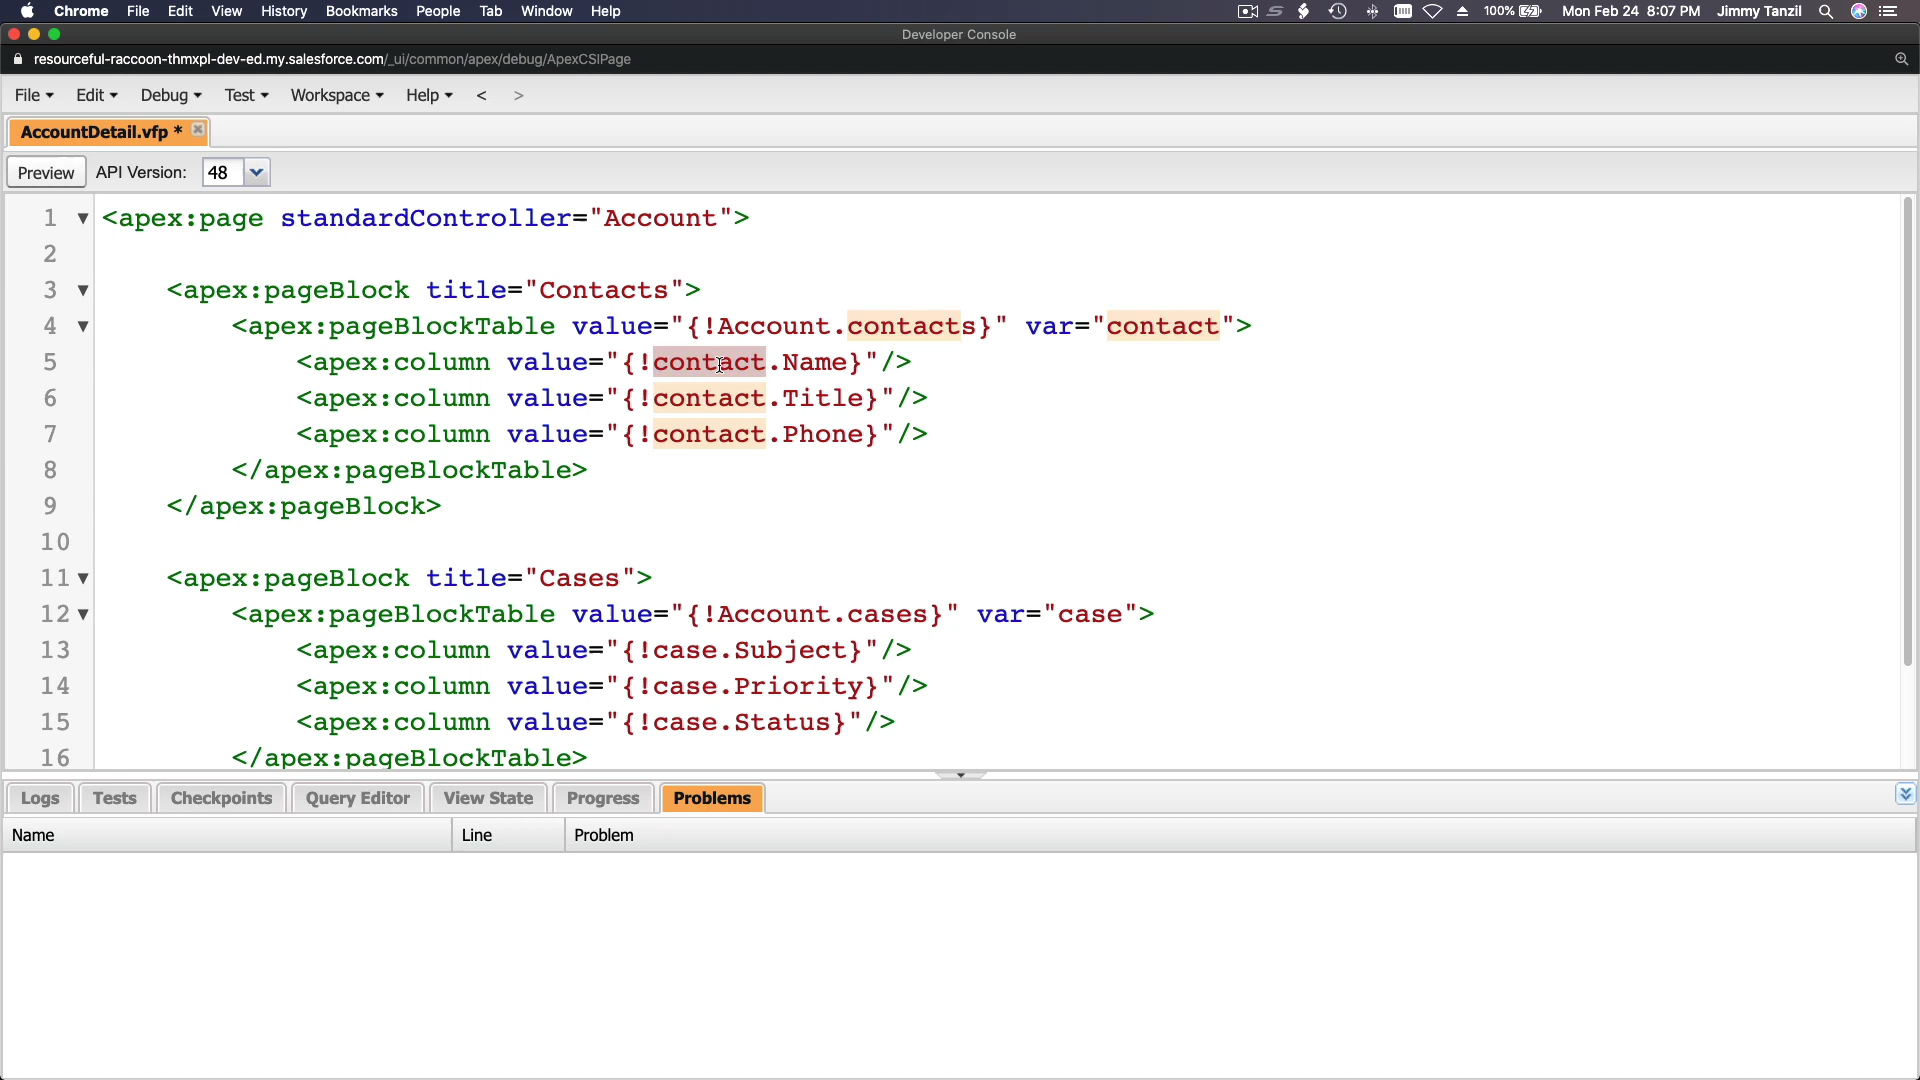 Chrome File Edit View History Bookmarks People Tab Window Help 100% Mon Feb 24 8:07 PM Jimmy Tanzil
Developer Console
resourceful-raccoon-thmxpl-dev-ed.my.salesforce.com/_ui/common/apex/debug/ApexCSIPage
File Edit Debug Test Workspace Help < >
AccountDetail.vfp *
Preview API Version: 48
1 <apex:page standardController="Account">
2
3 <apex:pageBlock title="Contacts">
4 <apex:pageBlockTable value="{!Account.contacts}" var="contact">
5 <apex:column value="{!contact.Name}"/>
6 <apex:column value="{!contact.Title}"/>
7 <apex:column value="{!contact.Phone}"/>
8 </apex:pageBlockTable>
9 </apex:pageBlock>
10
11 <apex:pageBlock title="Cases">
12 <apex:pageBlockTable value="{!Account.cases}" var="case">
13 <apex:column value="{!case.Subject}"/>
14 <apex:column value="{!case.Priority}"/>
15 <apex:column value="{!case.Status}"/>
16 </apex:pageBlockTable>
Logs Tests Checkpoints Query Editor View State Progress Problems
Name Line Problem